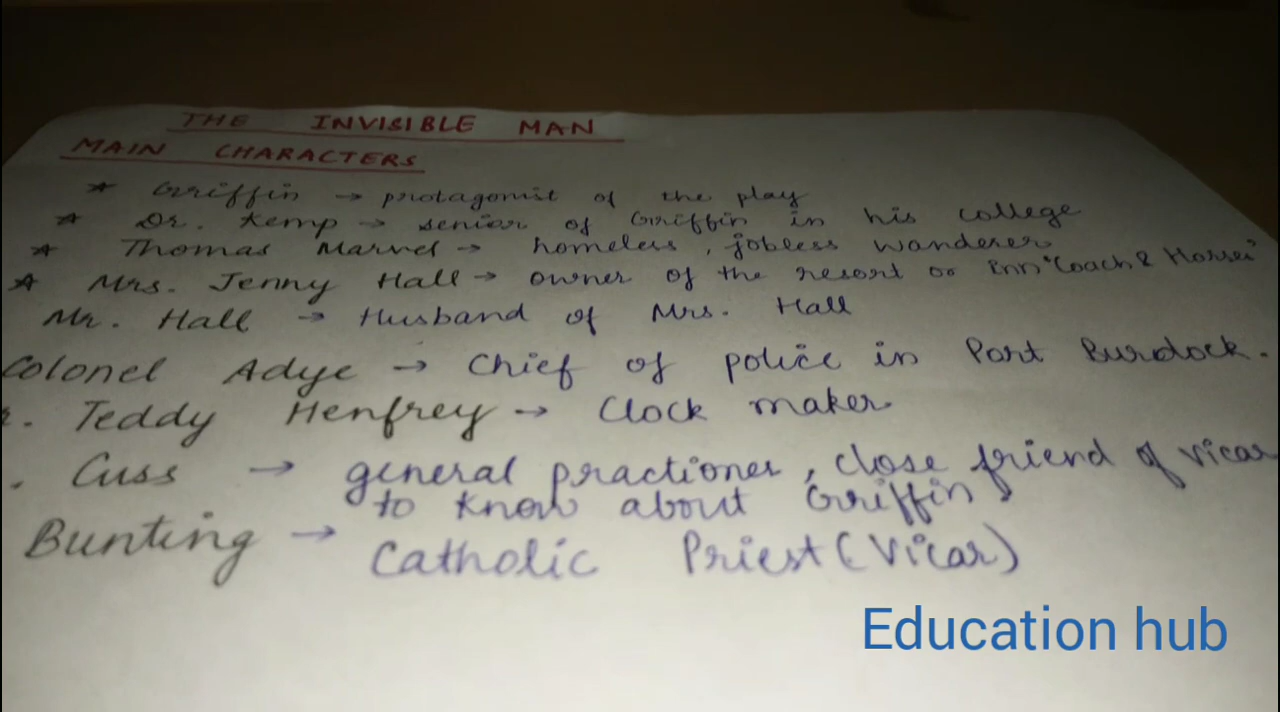 THE INVISIBLE MAN
MAIN CHARACTERS
* Griffin → protagonist of the play
* Dr. Kemp → senior of Griffin in his college
* Thomas Marvel → homeless, jobless wanderer
* Mrs. Jenny Hall → owner of the resort or inn "Coach & Horses"
Mr. Hall → Husband of Mrs. Hall
Colonel Adye → Chief of police in Port Burdock.
. Teddy Henfrey → Clock maker
. Cuss → general practioner, close friend of vicar
to know about Griffin
Bunting → Catholic Priest (Vicar)
Education hub